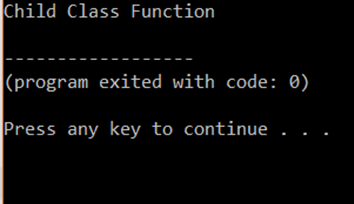 Child Class Function
------------------
(program exited with code: 0)
Press any key to continue . . .